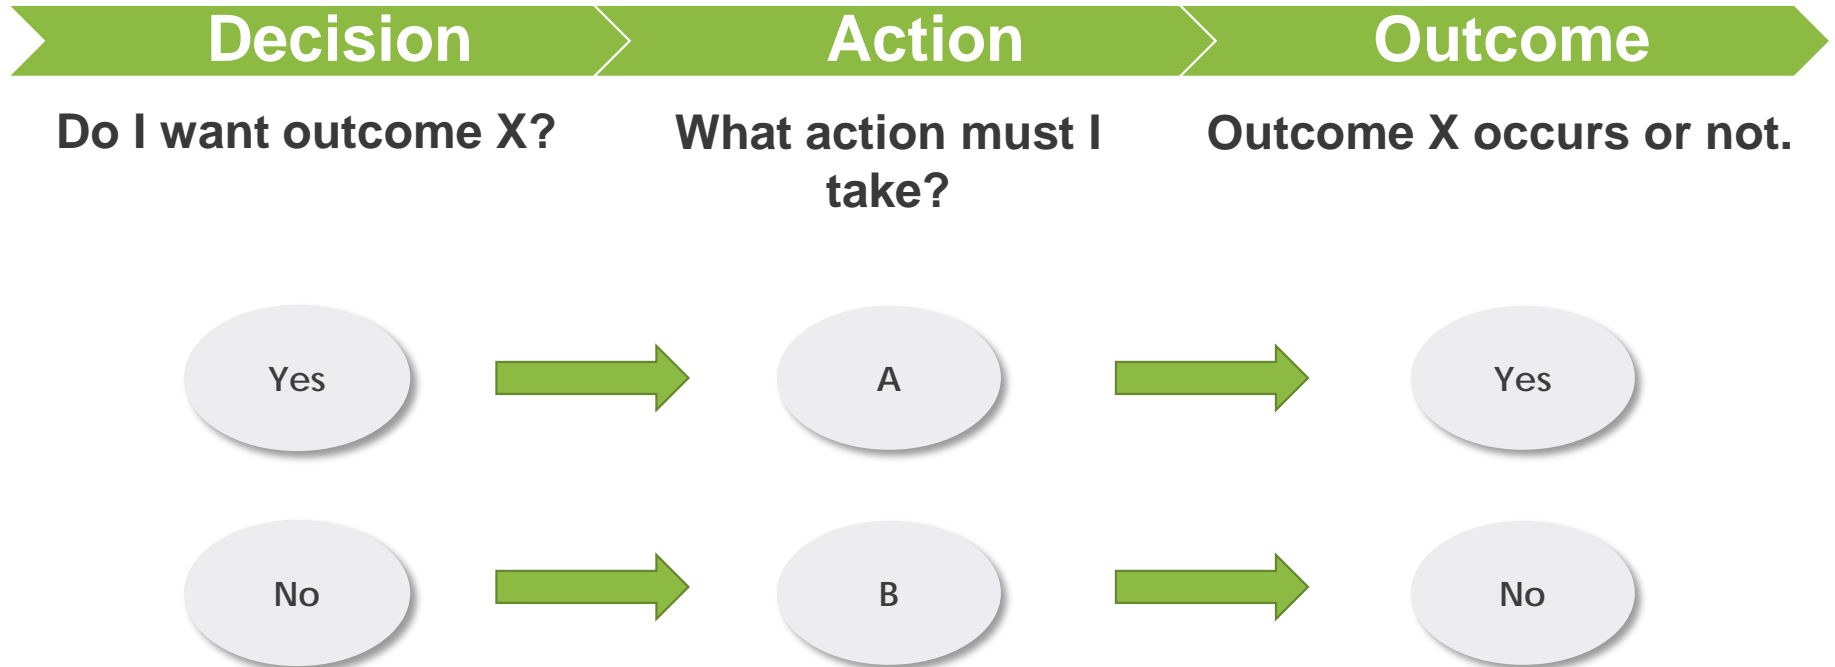 Decision
Action
Outcome
Do I want outcome X?
What action must I
take?
Outcome X occurs or not.
Yes
A
Yes
No
B
No